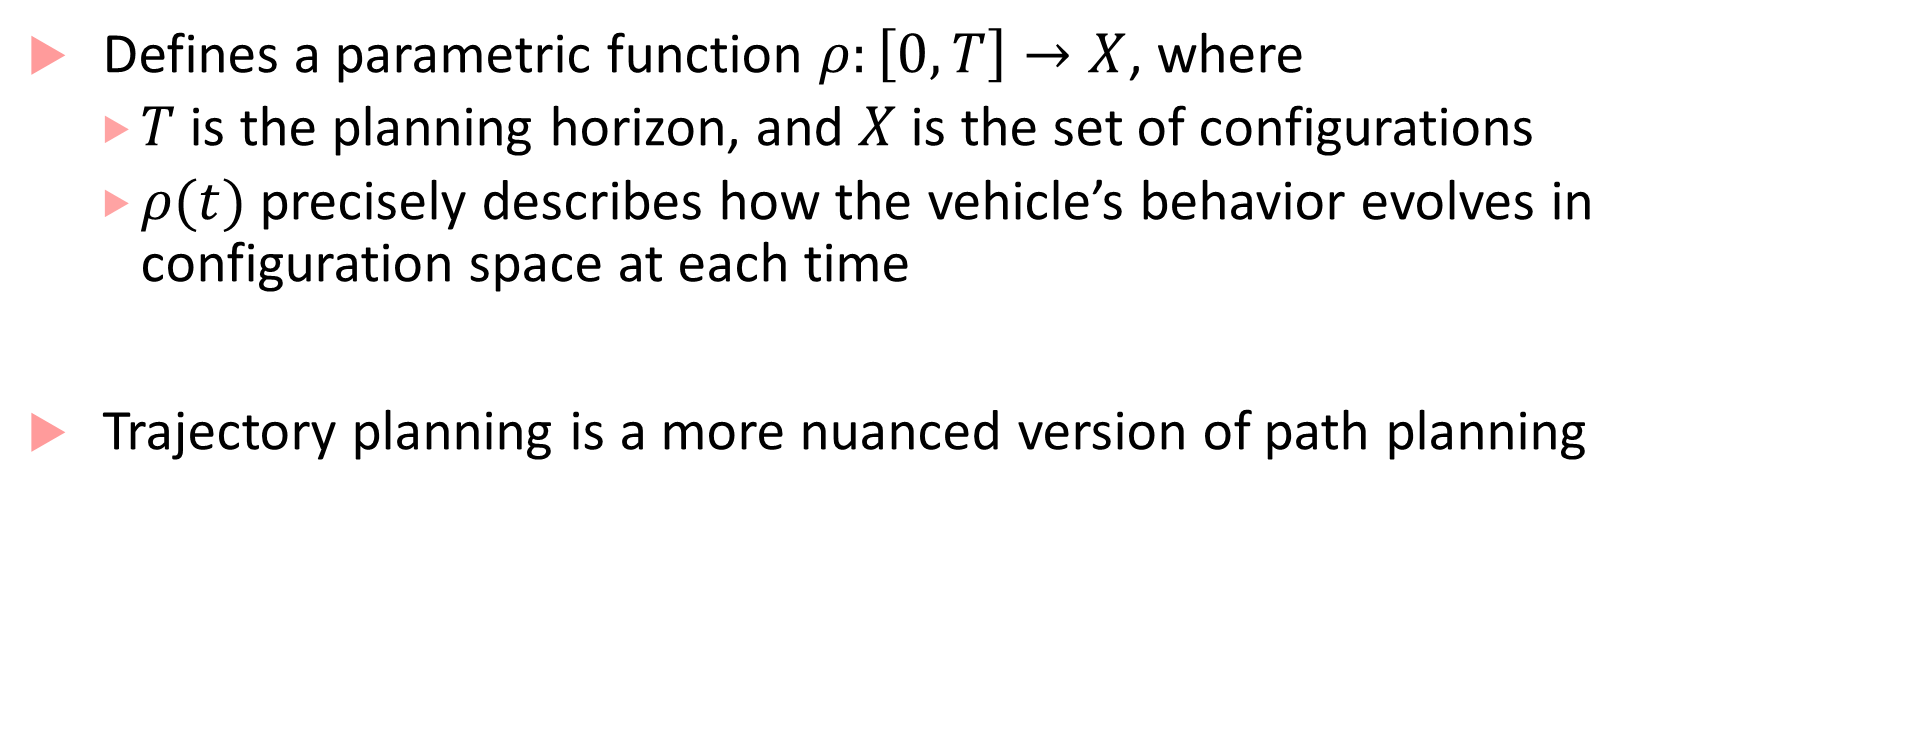 Defines a parametric function ρ: [0, T] → X, where
T is the planning horizon, and X is the set of configurations
ρ(t) precisely describes how the vehicle’s behavior evolves in
configuration space at each time
Trajectory planning is a more nuanced version of path planning